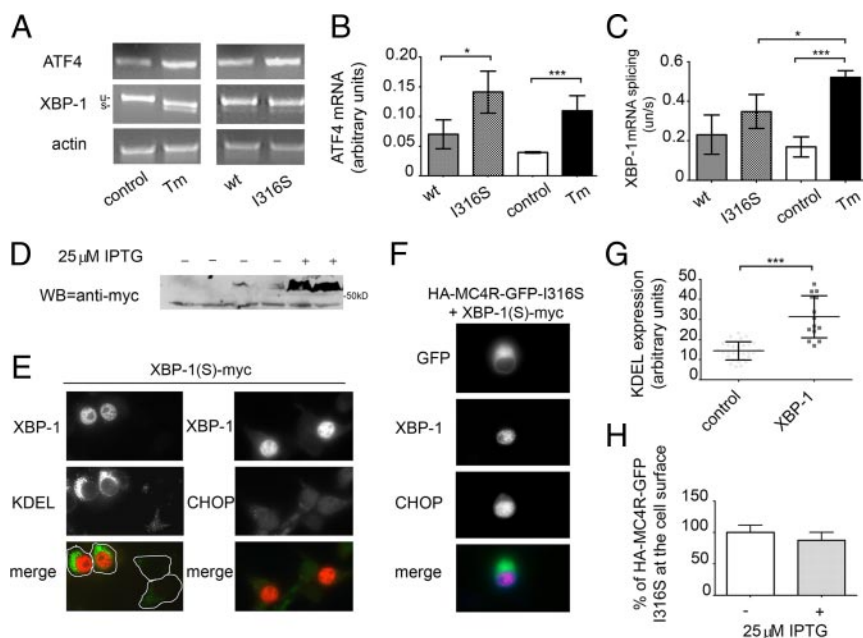 A
ATF4
XBP-1
u-
s-
actin
control
Tm
wt
I316S
B
ATF4 mRNA
(arbitrary units)
0.20
0.15
0.10
0.05
0.00
*
***
wt
I316S
control
Tm
C
XBP-1mRNA splicing
(un/s)
0.6
0.4
0.2
0.0
*
***
wt
I316S
control
Tm
D
25µM IPTG
– – – – + +
WB=anti-myc
-50kD
E
XBP-1(S)-myc
XBP-1
KDEL
merge
XBP-1
CHOP
merge
F
HA-MC4R-GFP-I316S
+ XBP-1(S)-myc
GFP
XBP-1
CHOP
merge
G
KDEL expression
(arbitrary units)
50
40
30
20
10
0
***
control
XBP-1
H
% of HA-MC4R-GFP
I316S at the cell surface
150
100
50
0
- +
25µM IPTG